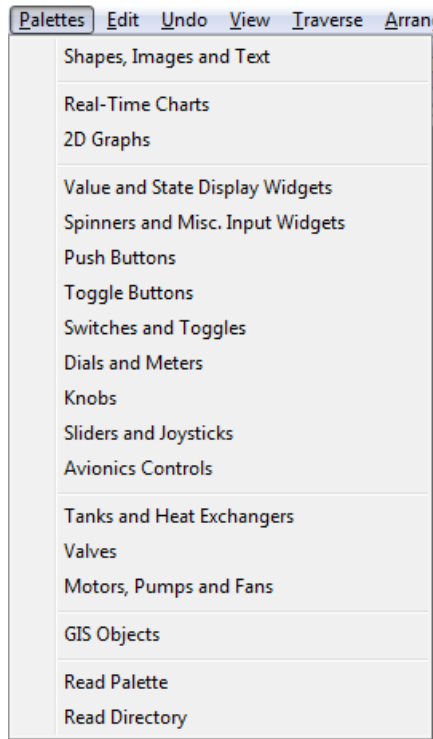 Palettes Edit Undo View Traverse Arran
Shapes, Images and Text
Real-Time Charts
2D Graphs
Value and State Display Widgets
Spinners and Misc. Input Widgets
Push Buttons
Toggle Buttons
Switches and Toggles
Dials and Meters
Knobs
Sliders and Joysticks
Avionics Controls
Tanks and Heat Exchangers
Valves
Motors, Pumps and Fans
GIS Objects
Read Palette
Read Directory